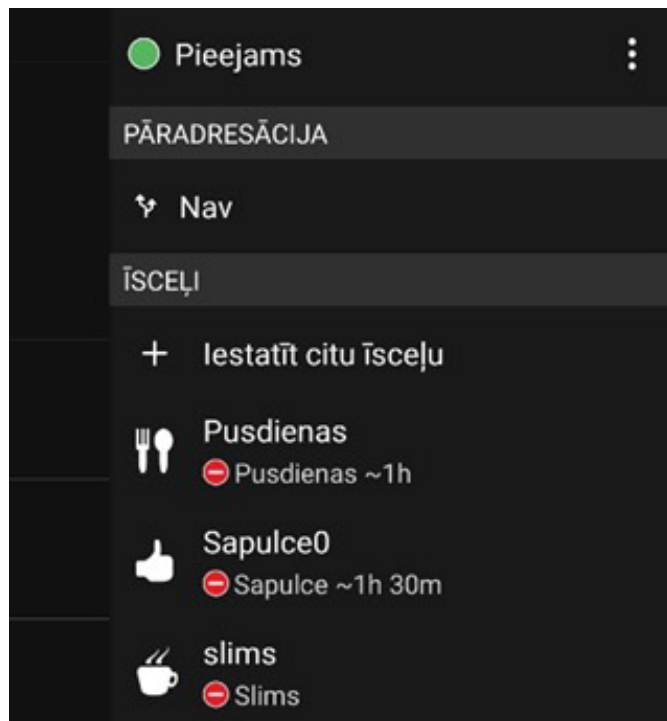 Pieejams
PĀRADRESĀCIJA
Nav
ĪSCEĻI
Iestatīt citu īsceļu
Pusdienas
Pusdienas ~1h
Sapulce0
Sapulce ~1h 30m
slims
Slims